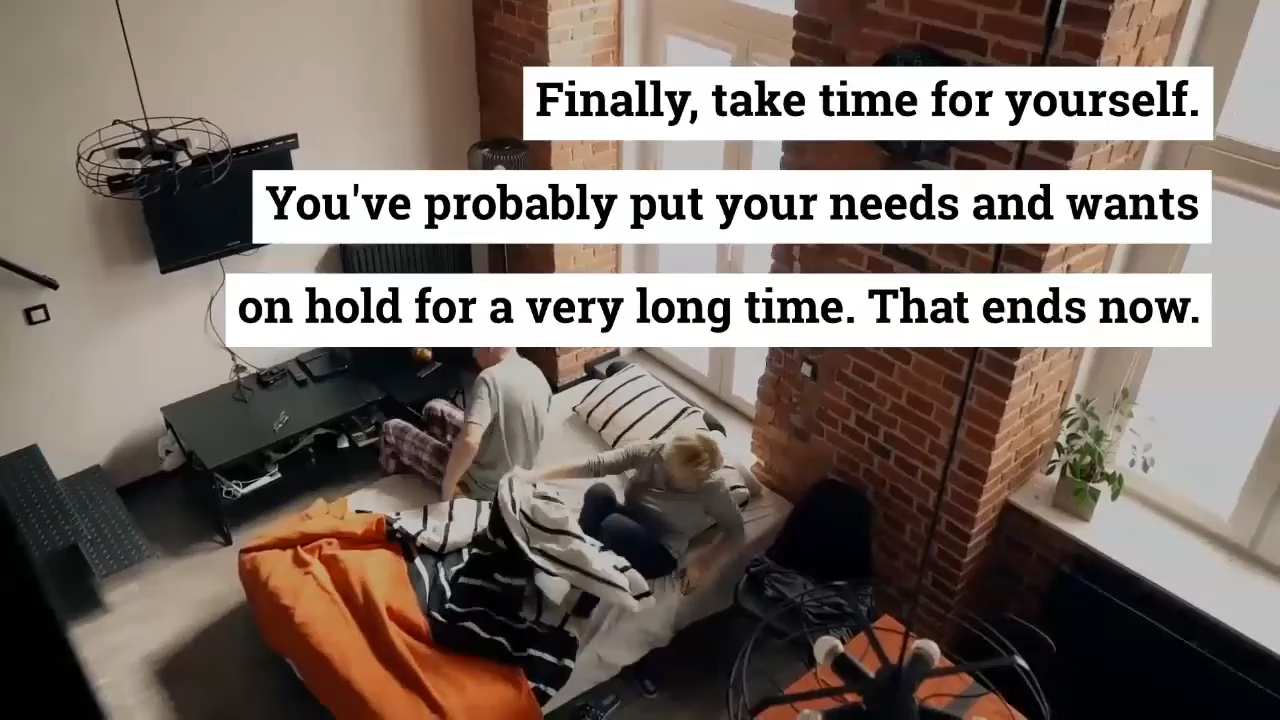 Finally, take time for yourself.
You've probably put your needs and wants
on hold for a very long time. That ends now.